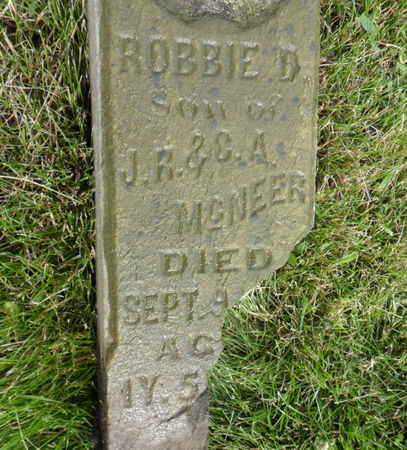 ROBBIE D
Son of
J.R. & C.A.
MCNEER
DIED
SEPT. 9
AG
1Y. 5